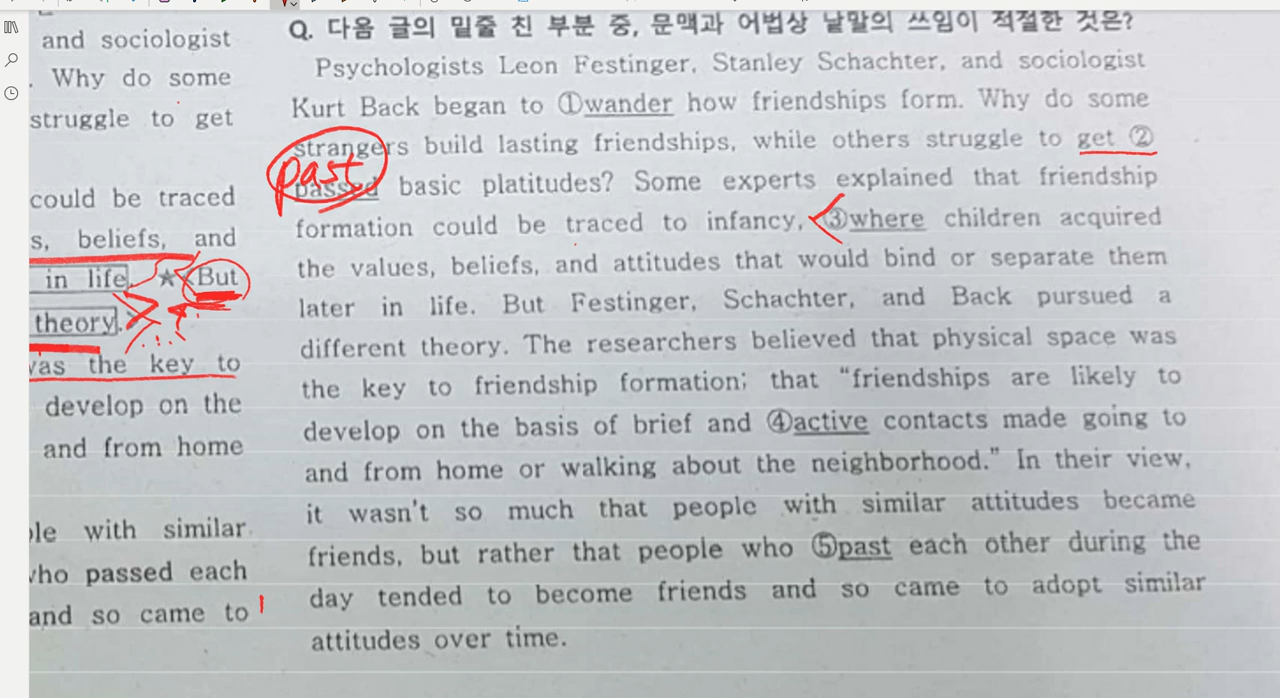 and sociologist
. Why do some
struggle to get
could be traced
s, beliefs, and
in life. ★ But
theory.
was the key to
develop on the
and from home
ple with similar
who passed each
and so came to
Q. 다음 글의 밑줄 친 부분 중, 문맥과 어법상 낱말의 쓰임이 적절한 것은?
Psychologists Leon Festinger, Stanley Schachter, and sociologist
Kurt Back began to ①wander how friendships form. Why do some
strangers build lasting friendships, while others struggle to get ②
past
passed basic platitudes? Some experts explained that friendship
formation could be traced to infancy, ③where children acquired
the values, beliefs, and attitudes that would bind or separate them
later in life. But Festinger, Schachter, and Back pursued a
different theory. The researchers believed that physical space was
the key to friendship formation; that “friendships are likely to
develop on the basis of brief and ④active contacts made going to
and from home or walking about the neighborhood.” In their view,
it wasn't so much that people with similar attitudes became
friends, but rather that people who ⑤past each other during the
day tended to become friends and so came to adopt similar
attitudes over time.